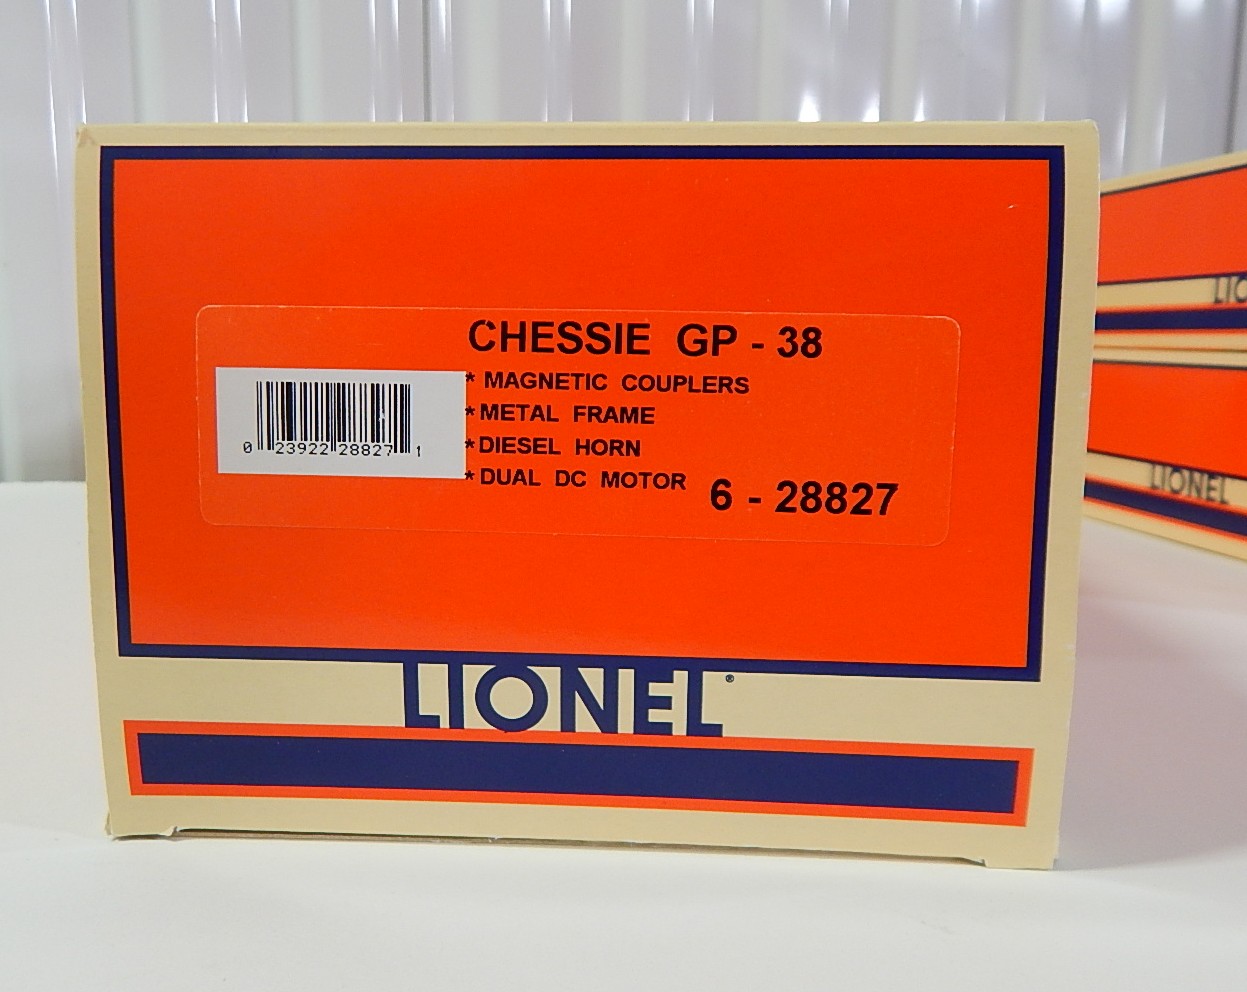 CHESSIE GP - 38
* MAGNETIC COUPLERS
* METAL FRAME
* DIESEL HORN
* DUAL DC MOTOR
6 - 28827
0 23922 28827 1
LIONEL®
LIO
LIONEL